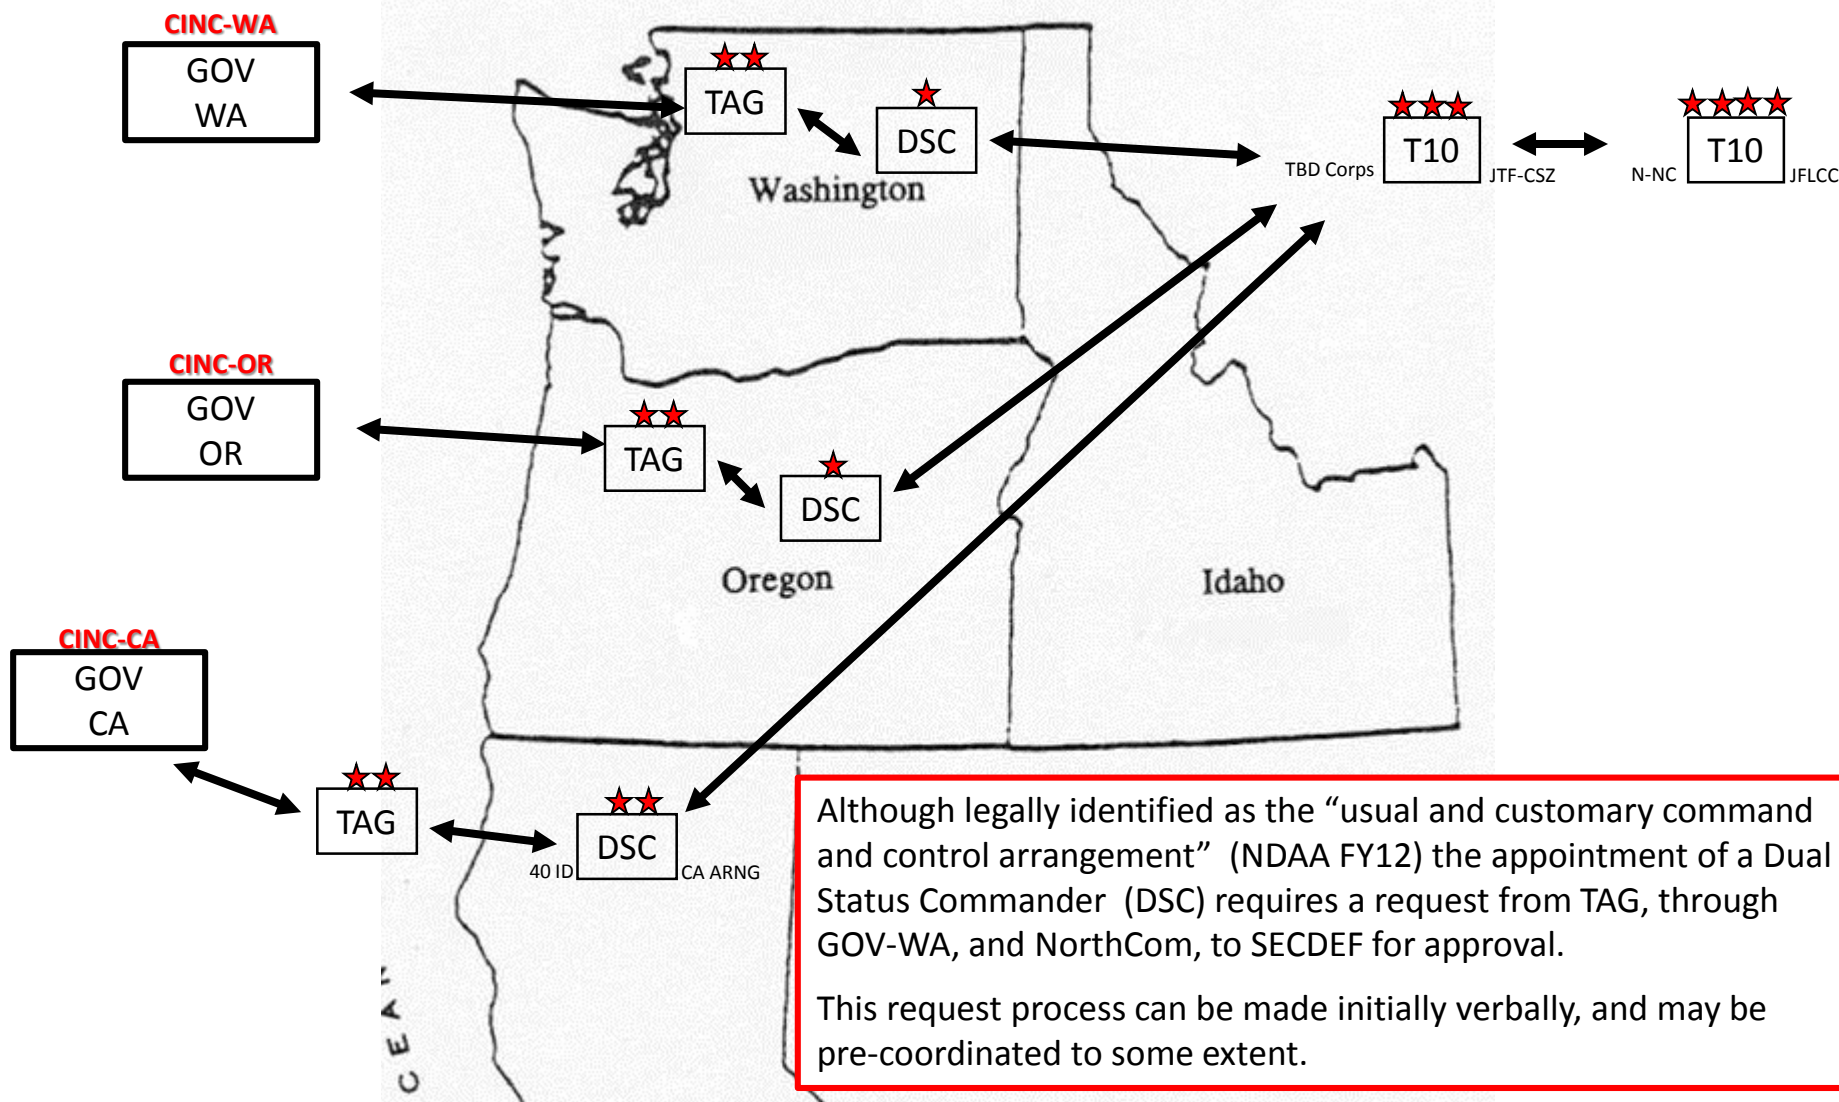 CINC-WA
GOV
WA
TAG
DSC
Washington
TBD Corps
T10
JTF-CSZ
N-NC
T10
JFLCC
CINC-OR
GOV
OR
TAG
DSC
Oregon
Idaho
CINC-CA
GOV
CA
TAG
40 ID
DSC
CA ARNG
Although legally identified as the “usual and customary command
and control arrangement” (NDAA FY12) the appointment of a Dual
Status Commander (DSC) requires a request from TAG, through
GOV-WA, and NorthCom, to SECDEF for approval.
This request process can be made initially verbally, and may be
pre-coordinated to some extent.